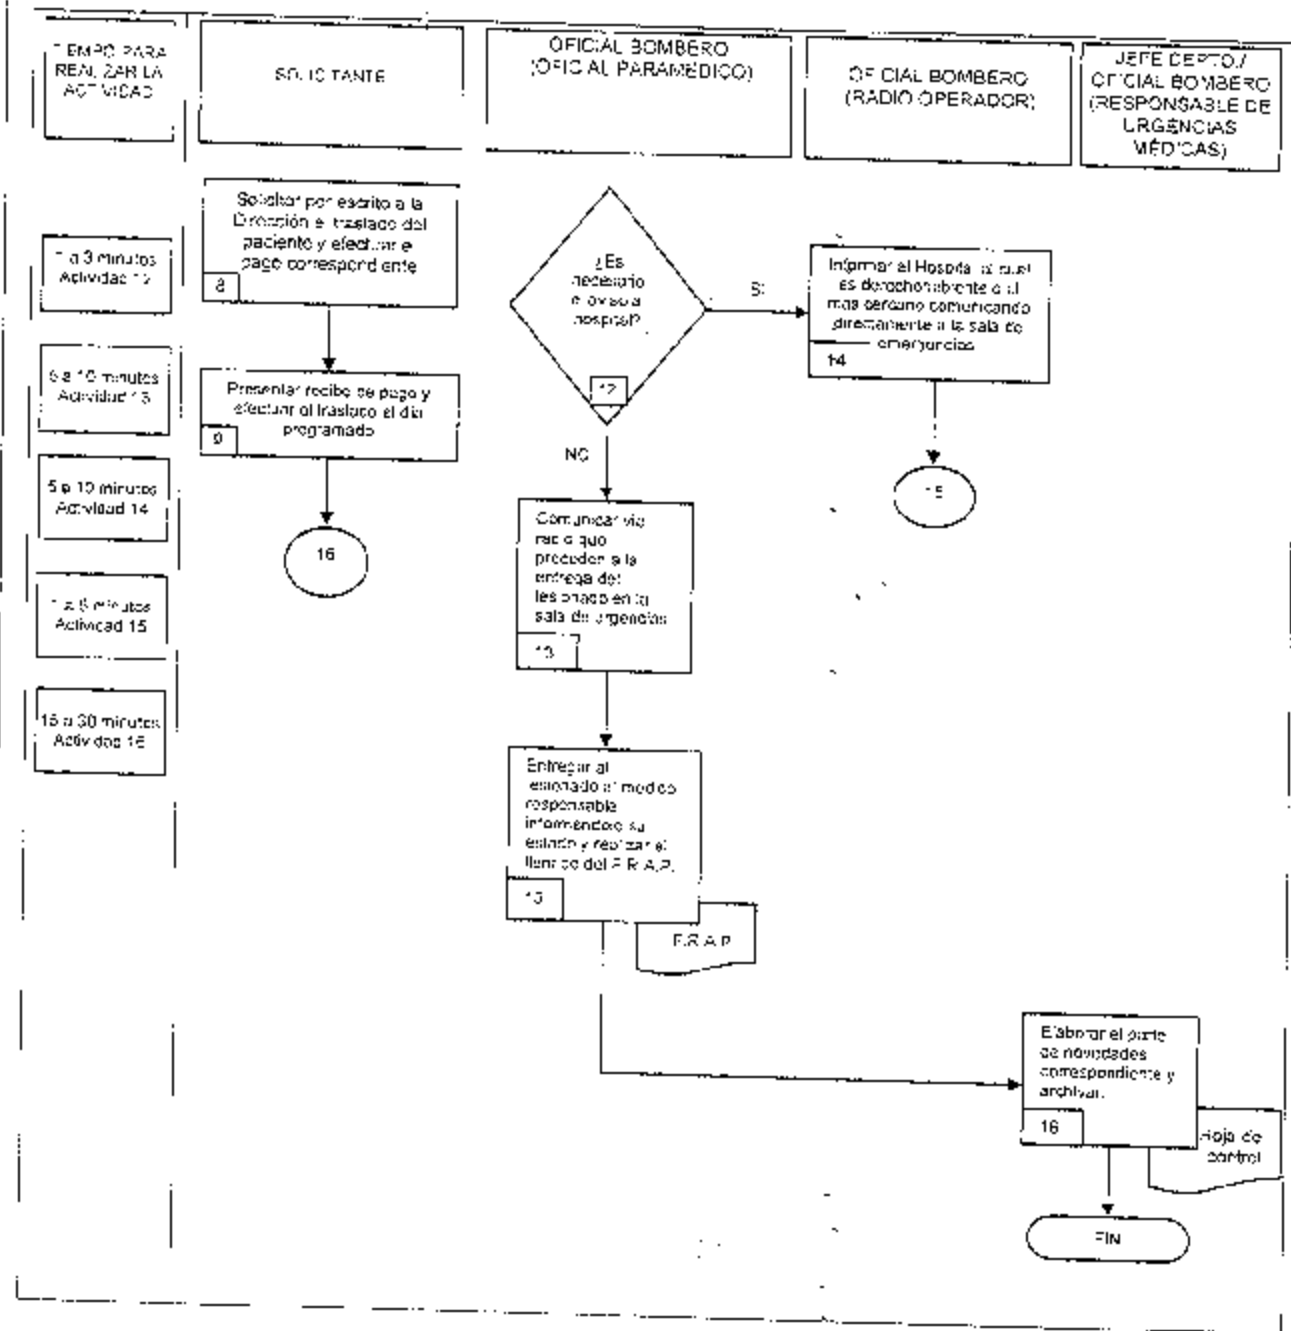 TIEMPO PARA
REALIZAR LA
ACTIVIDAD
SOLICITANTE
OFICIAL BOMBERO
(OFICIAL PARAMÉDICO)
OFICIAL BOMBERO
(RADIO OPERADOR)
JEFE DEPTO./
OFICIAL BOMBERO
(RESPONSABLE DE
URGENCIAS
MÉDICAS)
1 a 3 minutos
Actividad 12
5 a 10 minutos
Actividad 13
5 a 10 minutos
Actividad 14
1 a 5 minutos
Actividad 15
15 a 30 minutos
Actividad 16
Solicitar por escrito a la
Dirección el traslado del
paciente y efectuar el
pago correspondiente
8
Presentar recibo de pago y
efectuar el traslado el día
programado
9
16
¿Es
necesario
el aviso a
hospital?
12
SI
NO
Comunicar vía
radio que
proceden a la
entrega del
lesionado en la
sala de urgencias
13
Entregar al
lesionado al medico
responsable
informándole su
estado y realizar el
llenado del F.R.A.P.
15
F.R.A.P.
Informar al Hospital al cual
es derechohabiente o al
mas cercano comunicando
directamente a la sala de
emergencias
14
15
Elaborar el parte
de novedades
correspondiente y
archivar.
16
Hoja de
control
FIN